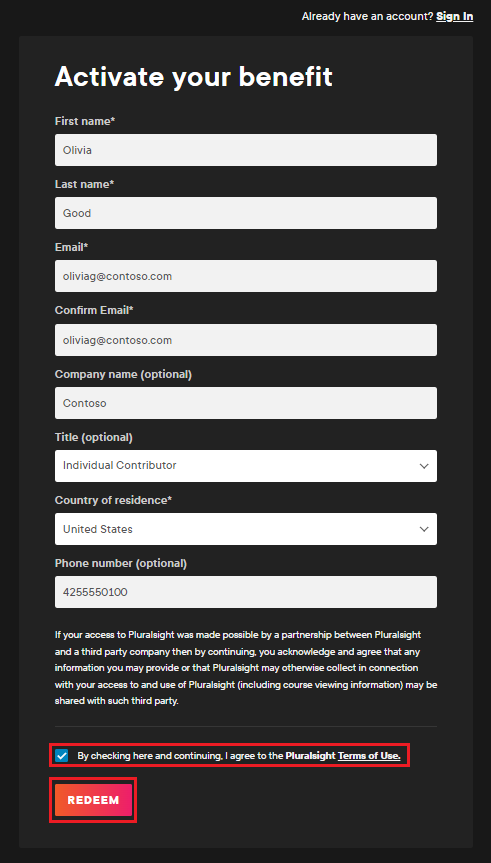 Already have an account? Sign In
Activate your benefit
First name*
Olivia
Last name*
Good
Email*
oliviag@contoso.com
Confirm Email*
oliviag@contoso.com
Company name (optional)
Contoso
Title (optional)
Individual Contributor
Country of residence*
United States
Phone number (optional)
4255550100
If your access to Pluralsight was made possible by a partnership between Pluralsight
and a third party company then by continuing, you acknowledge and agree that any
information you may provide or that Pluralsight may otherwise collect in connection
with your access to and use of Pluralsight (including course viewing information) may be
shared with such third party.
By checking here and continuing, I agree to the Pluralsight Terms of Use.
REDEEM